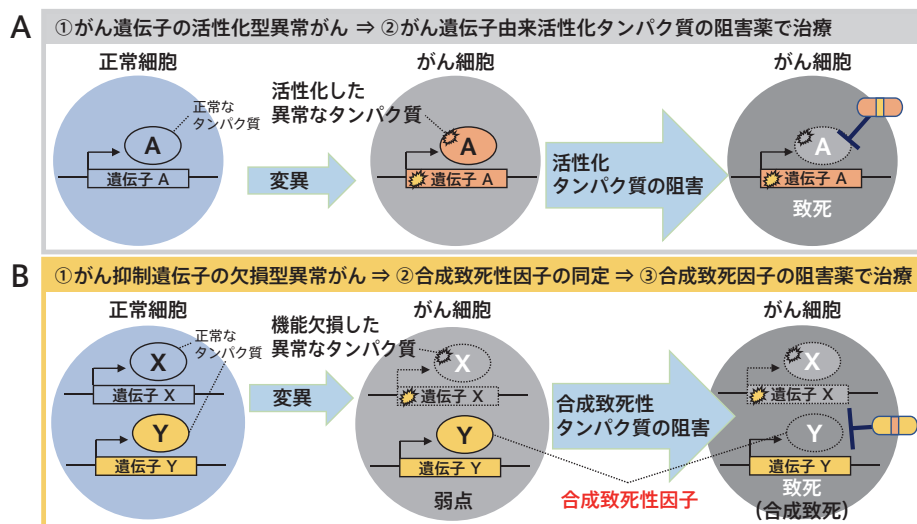 A
①がん遺伝子の活性化型異常がん ⇒ ②がん遺伝子由来活性化タンパク質の阻害薬で治療
正常細胞
正常な
タンパク質
A
遺伝子 A
変異
がん細胞
活性化した
異常なタンパク質
A
遺伝子 A
活性化
タンパク質の阻害
がん細胞
A
遺伝子 A
致死
B
①がん抑制遺伝子の欠損型異常がん ⇒ ②合成致死性因子の同定 ⇒ ③合成致死因子の阻害薬で治療
正常細胞
正常な
タンパク質
X
遺伝子 X
Y
遺伝子 Y
変異
がん細胞
機能欠損した
異常なタンパク質
X
遺伝子 X
Y
遺伝子 Y
弱点
合成致死性
タンパク質の阻害
合成致死性因子
がん細胞
X
遺伝子 X
Y
遺伝子 Y
致死
(合成致死)